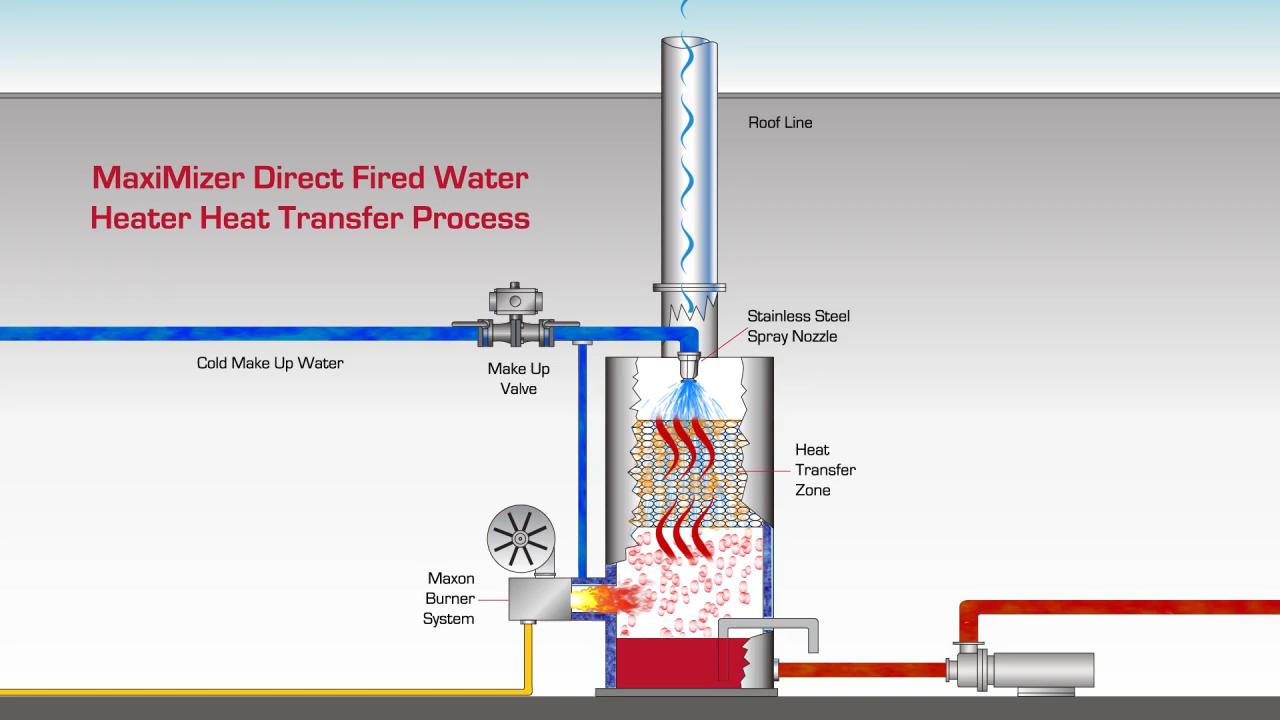 MaxiMizer Direct Fired Water
Heater Heat Transfer Process
Roof Line
Stainless Steel
Spray Nozzle
Cold Make Up Water
Make Up
Valve
Heat
Transfer
Zone
Maxon
Burner
System